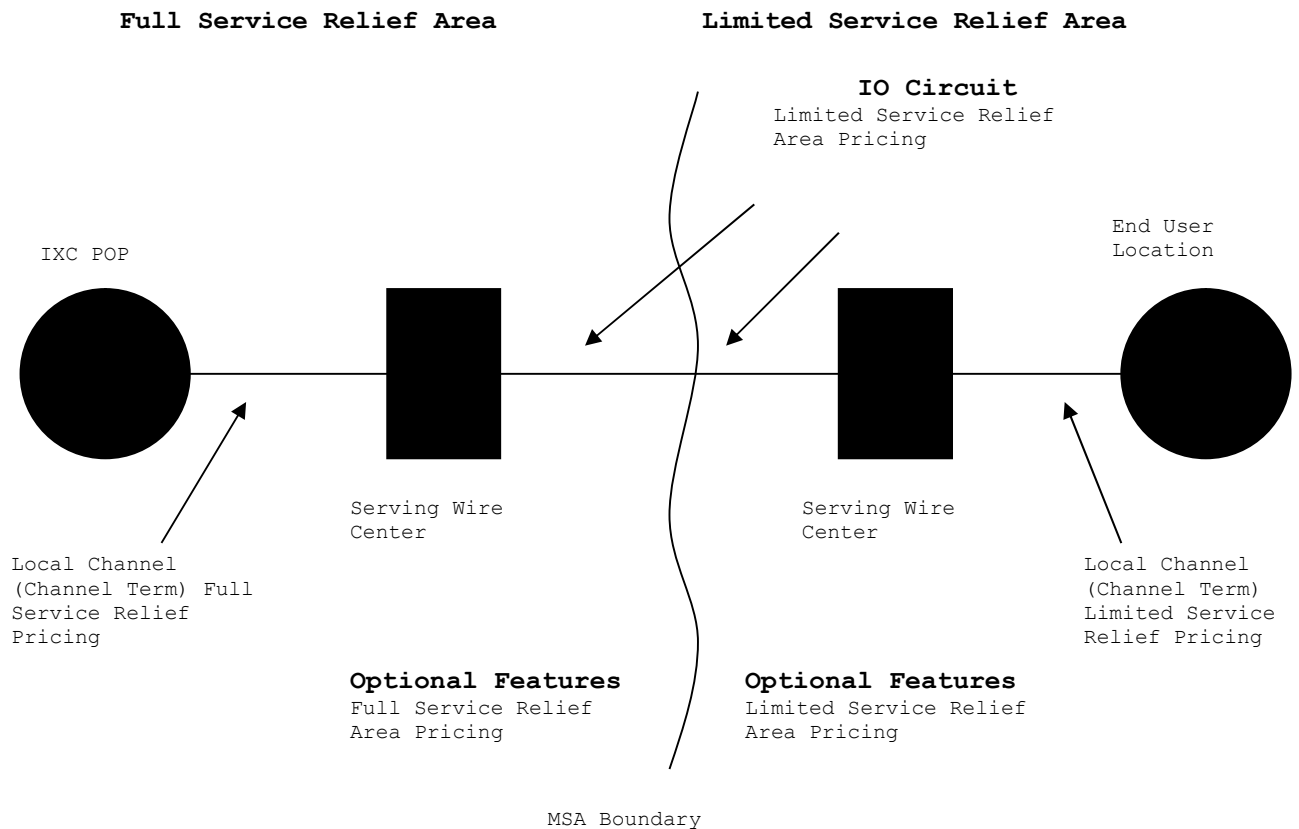 Full Service Relief Area
Limited Service Relief Area
IO Circuit
Limited Service Relief
Area Pricing
IXC POP
End User
Location
Serving Wire
Center
Serving Wire
Center
Local Channel
(Channel Term) Full
Service Relief
Pricing
Local Channel
(Channel Term)
Limited Service
Relief Pricing
Optional Features
Full Service Relief
Area Pricing
Optional Features
Limited Service Relief
Area Pricing
MSA Boundary